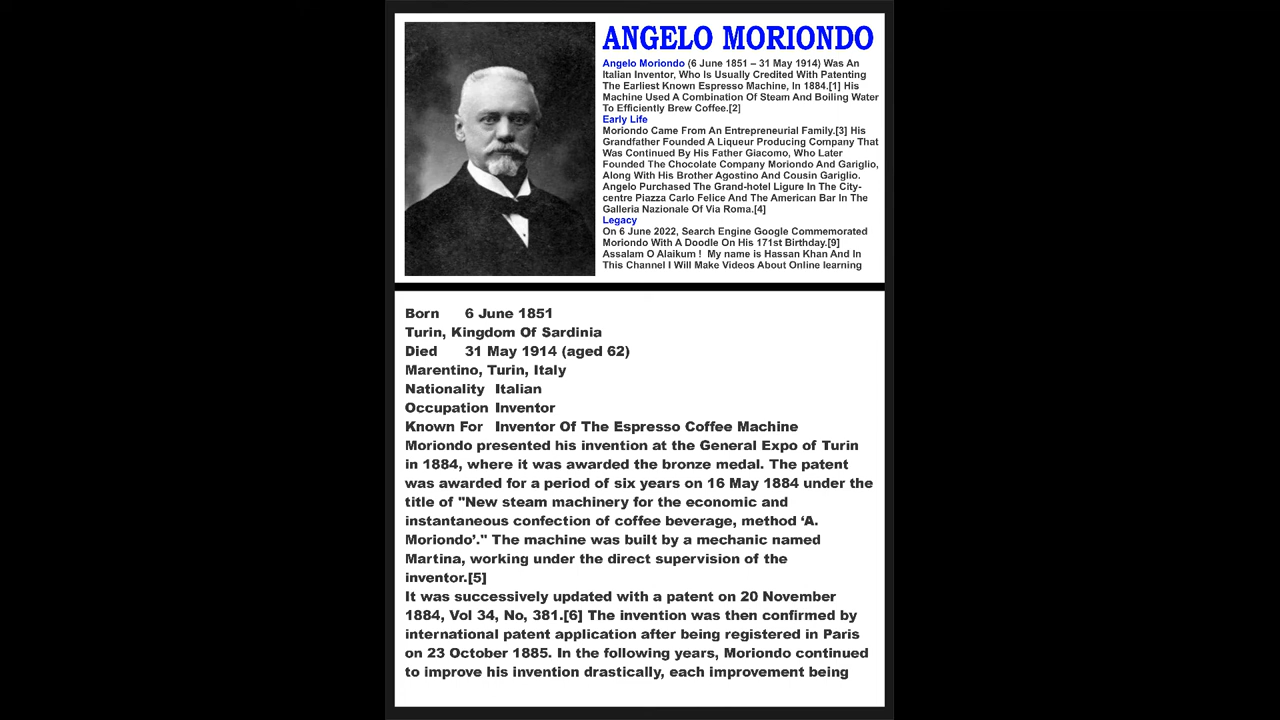 ANGELO MORIONDO
Angelo Moriondo (6 June 1851 – 31 May 1914) Was An
Italian Inventor, Who Is Usually Credited With Patenting
The Earliest Known Espresso Machine, In 1884.[1] His
Machine Used A Combination Of Steam And Boiling Water
To Efficiently Brew Coffee.[2]
Early Life
Moriondo Came From An Entrepreneurial Family.[3] His
Grandfather Founded A Liqueur Producing Company That
Was Continued By His Father Giacomo, Who Later
Founded The Chocolate Company Moriondo And Gariglio,
Along With His Brother Agostino And Cousin Gariglio.
Angelo Purchased The Grand-hotel Ligure In The City-
centre Piazza Carlo Felice And The American Bar In The
Galleria Nazionale Of Via Roma.[4]
Legacy
On 6 June 2022, Search Engine Google Commemorated
Moriondo With A Doodle On His 171st Birthday.[9]
Assalam O Alaikum ! My name is Hassan Khan And In
This Channel I Will Make Videos About Online learning
Born 6 June 1851
Turin, Kingdom Of Sardinia
Died 31 May 1914 (aged 62)
Marentino, Turin, Italy
Nationality Italian
Occupation Inventor
Known For Inventor Of The Espresso Coffee Machine
Moriondo presented his invention at the General Expo of Turin
in 1884, where it was awarded the bronze medal. The patent
was awarded for a period of six years on 16 May 1884 under the
title of "New steam machinery for the economic and
instantaneous confection of coffee beverage, method ‘A.
Moriondo’." The machine was built by a mechanic named
Martina, working under the direct supervision of the
inventor.[5]
It was successively updated with a patent on 20 November
1884, Vol 34, No, 381.[6] The invention was then confirmed by
international patent application after being registered in Paris
on 23 October 1885. In the following years, Moriondo continued
to improve his invention drastically, each improvement being